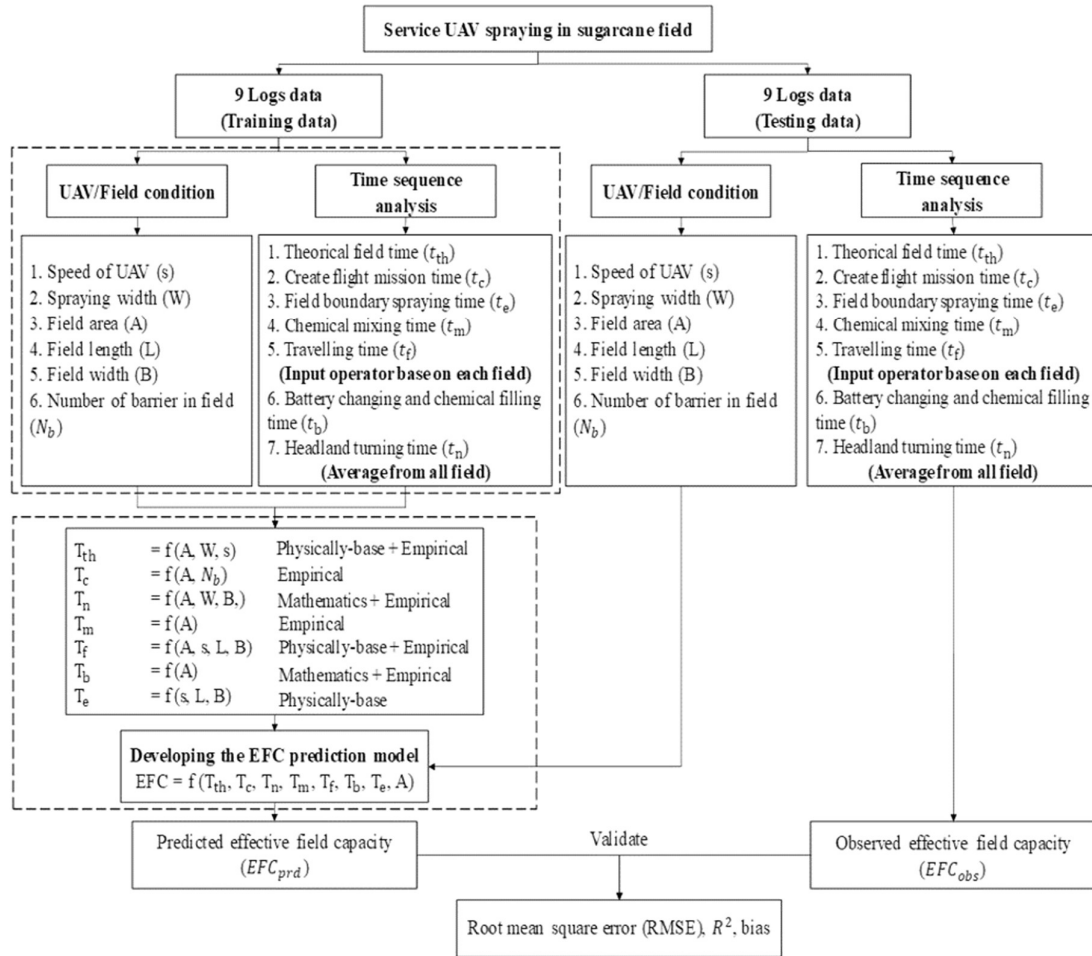 Service UAV spraying in sugarcane field
9 Logs data
(Training data)
9 Logs data
(Testing data)
UAV/Field condition
Time sequence
analysis
UAV/Field condition
Time sequence
analysis
1. Speed of UAV (s)
2. Spraying width (W)
3. Field area (A)
4. Field length (L)
5. Field width (B)
6. Number of barrier in field
(N_b)
1. Theorical field time (t_th)
2. Create flight mission time (t_c)
3. Field boundary spraying time (t_e)
4. Chemical mixing time (t_m)
5. Travelling time (t_f)
(Input operator base on each field)
6. Battery changing and chemical filling
time (t_b)
7. Headland turning time (t_n)
(Average from all field)
1. Speed of UAV (s)
2. Spraying width (W)
3. Field area (A)
4. Field length (L)
5. Field width (B)
6. Number of barrier in field
(N_b)
1. Theorical field time (t_th)
2. Create flight mission time (t_c)
3. Field boundary spraying time (t_e)
4. Chemical mixing time (t_m)
5. Travelling time (t_f)
(Input operator base on each field)
6. Battery changing and chemical filling
time (t_b)
7. Headland turning time (t_n)
(Average from all field)
T_th = f(A, W, s) Physically-base + Empirical
T_c = f(A, N_b) Empirical
T_n = f(A, W, B,) Mathematics + Empirical
T_m = f(A) Empirical
T_f = f(A, s, L, B) Physically-base + Empirical
T_b = f(A) Mathematics + Empirical
T_e = f(s, L, B) Physically-base
Developing the EFC prediction model
EFC = f(T_th, T_c, T_n, T_m, T_f, T_b, T_e, A)
Predicted effective field capacity
(EFC_prd)
Validate
Observed effective field capacity
(EFC_obs)
Root mean square error (RMSE), R², bias